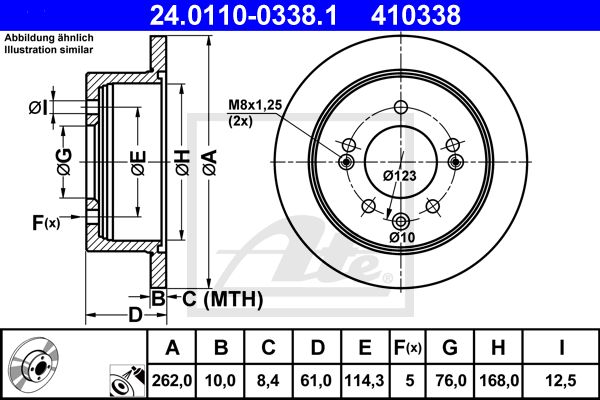 24.0110-0338.1 410338
Abbildung ähnlich
Illustration similar
ØI
ØG
ØE
ØH
ØA
F(x)
B
C (MTH)
D
M8x1,25
(2x)
Ø123
Ø10
Ate
®
A B C D E F(x) G H I
262,0 10,0 8,4 61,0 114,3 5 76,0 168,0 12,5